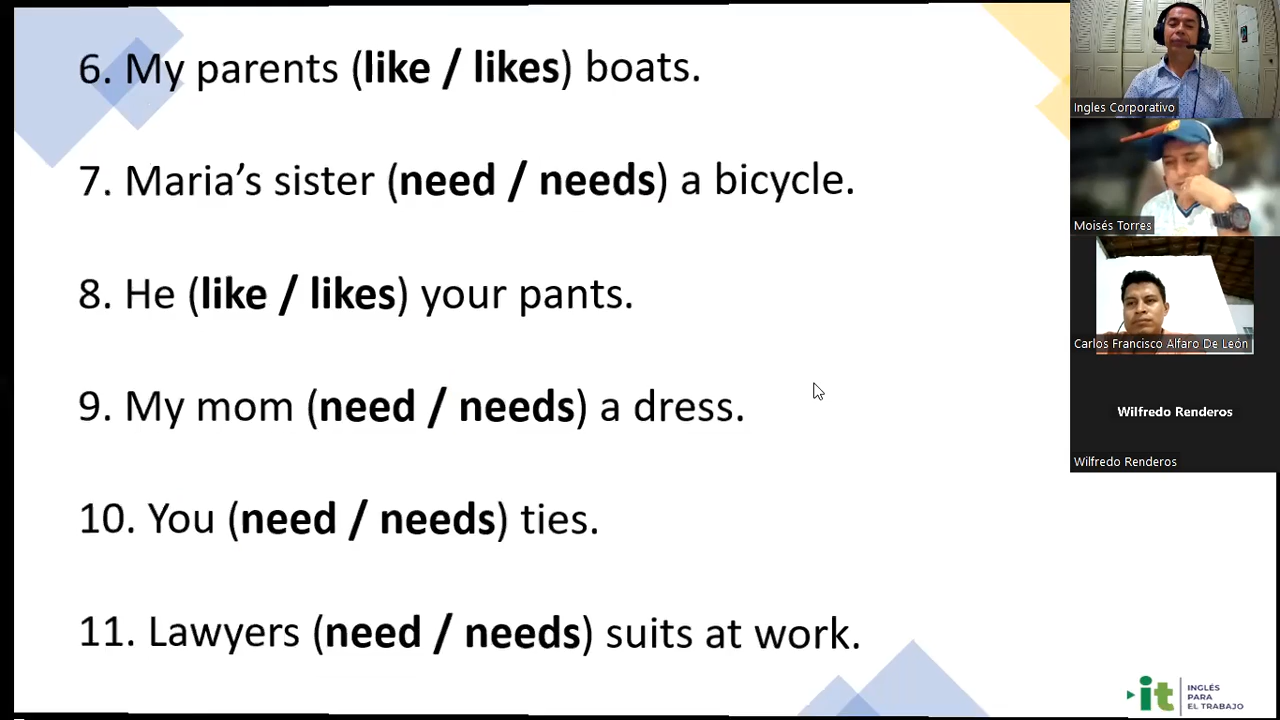 6. My parents (like / likes) boats.
7. Maria's sister (need / needs) a bicycle.
8. He (like / likes) your pants.
9. My mom (need / needs) a dress.
10. You (need / needs) ties.
11. Lawyers (need / needs) suits at work.
Ingles Corporativo
Moisés Torres
Carlos Francisco Alfaro De León
Wilfredo Renderos
Wilfredo Renderos
it
INGLÉS
PARA
EL TRABAJO